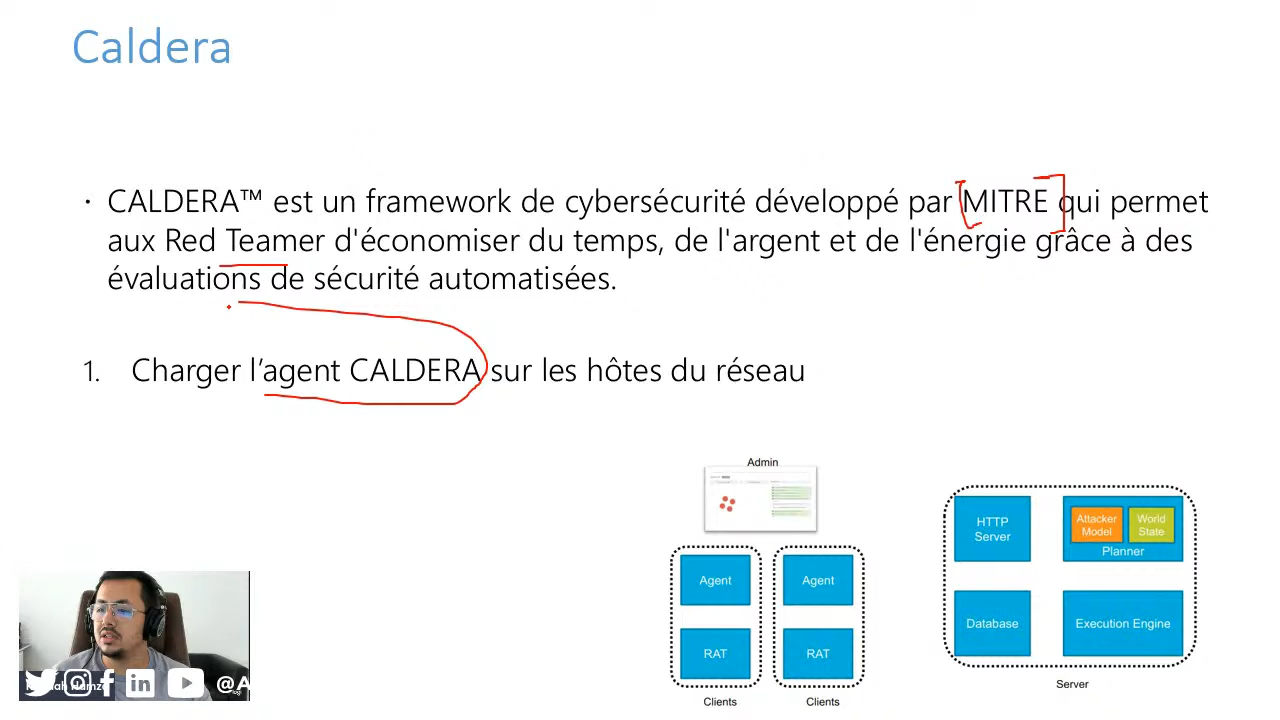 Caldera
· CALDERA™ est un framework de cybersécurité développé par MITRE qui permet
aux Red Teamer d'économiser du temps, de l'argent et de l'énergie grâce à des
évaluations de sécurité automatisées.
1. Charger l’agent CALDERA sur les hôtes du réseau
Admin
Agent
RAT
Clients
Agent
RAT
Clients
HTTP
Server
Attacker
Model
World
State
Planner
Database
Execution Engine
Server
@A